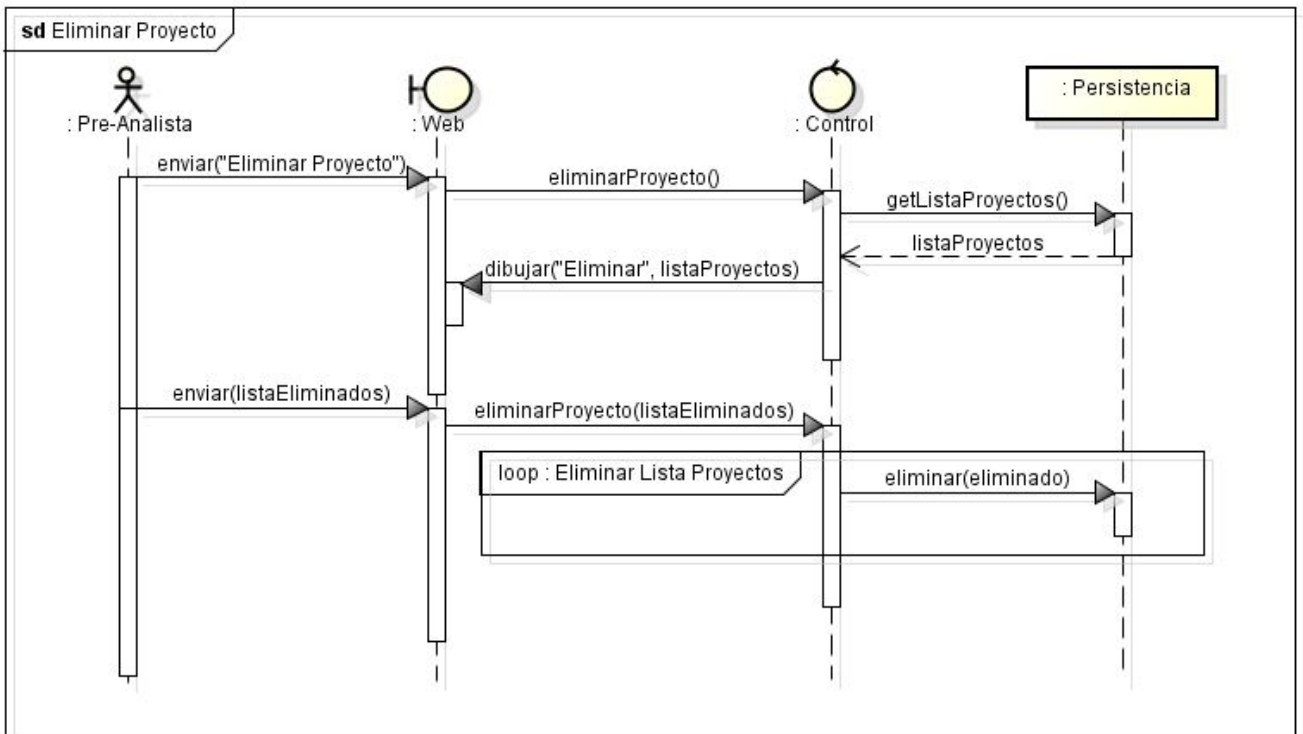 sd Eliminar Proyecto
: Pre-Analista
: Web
: Control
: Persistencia
enviar("Eliminar Proyecto")
eliminarProyecto()
getListaProyectos()
listaProyectos
dibujar("Eliminar", listaProyectos)
enviar(listaEliminados)
eliminarProyecto(listaEliminados)
loop : Eliminar Lista Proyectos
eliminar(eliminado)